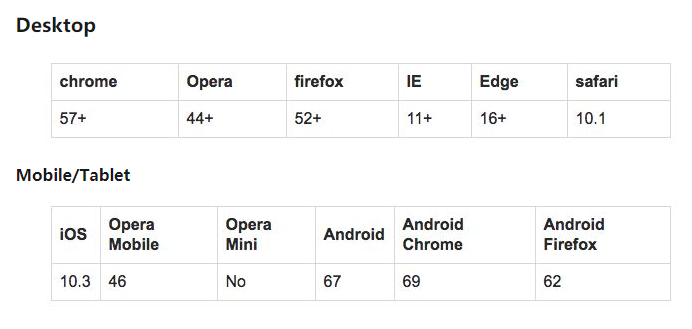 Desktop
chrome Opera firefox IE Edge safari
57+ 44+ 52+ 11+ 16+ 10.1
Mobile/Tablet
iOS Opera Mobile Opera Mini Android Android Chrome Android Firefox
10.3 46 No 67 69 62